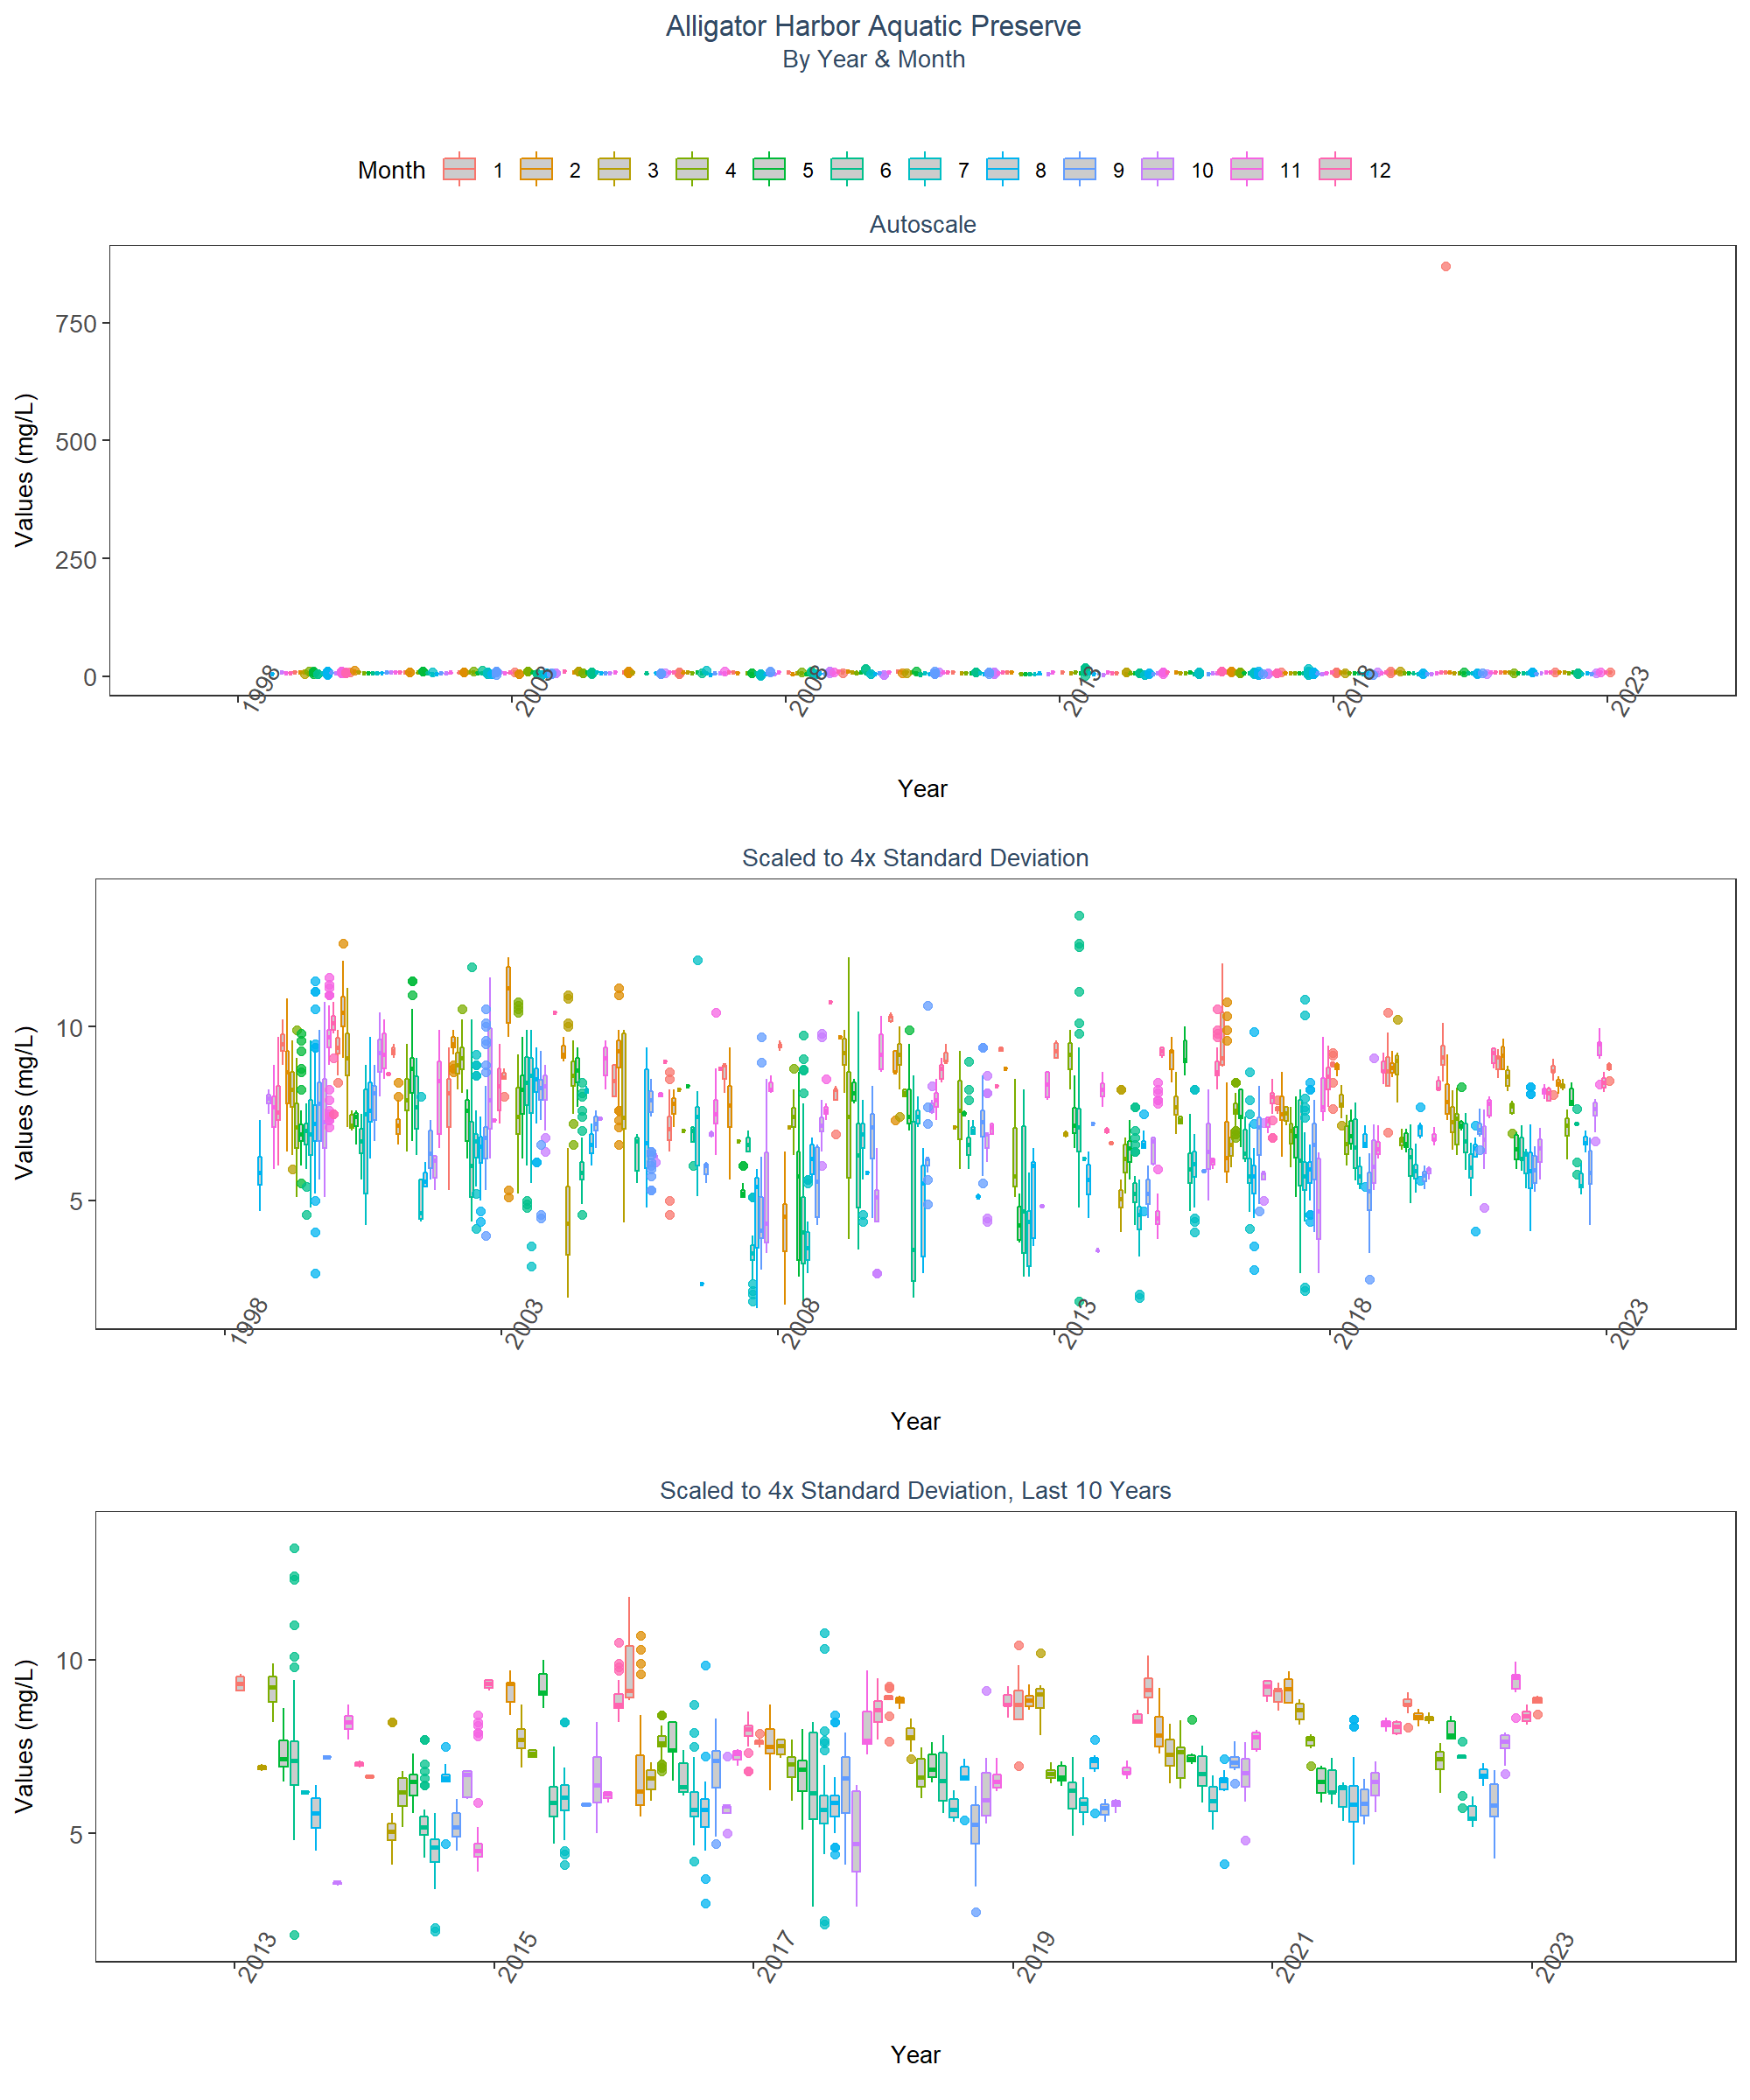 Alligator Harbor Aquatic Preserve
By Year & Month
Month 1 2 3 4 5 6 7 8 9 10 11 12
Autoscale
Values (mg/L)
750
500
250
0
1998 2003 2008 2013 2018 2023
Year
Scaled to 4x Standard Deviation
Values (mg/L)
10
5
1998 2003 2008 2013 2018 2023
Year
Scaled to 4x Standard Deviation, Last 10 Years
Values (mg/L)
10
5
2013 2015 2017 2019 2021 2023
Year